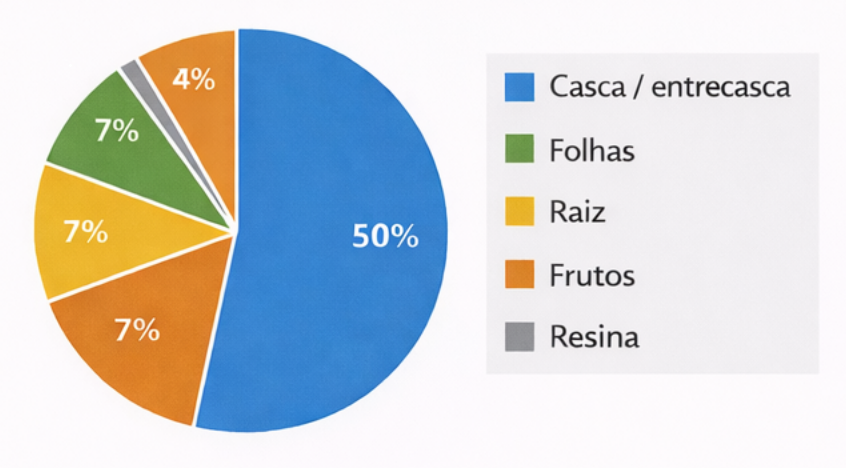 4%
7%
7%
50%
7%
Casca / entrecasca
Folhas
Raiz
Frutos
Resina